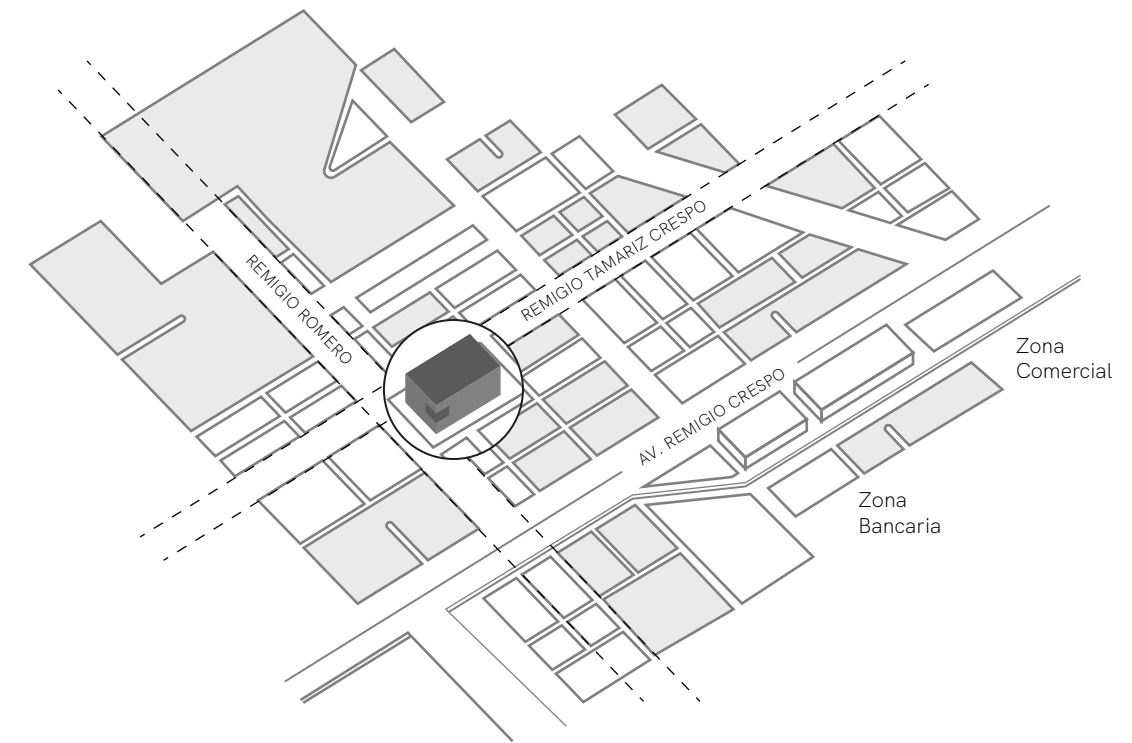 REMIGIO TAMARIZ CRESPO
REMIGIO ROMERO
AV. REMIGIO CRESPO
Zona
Comercial
Zona
Bancaria